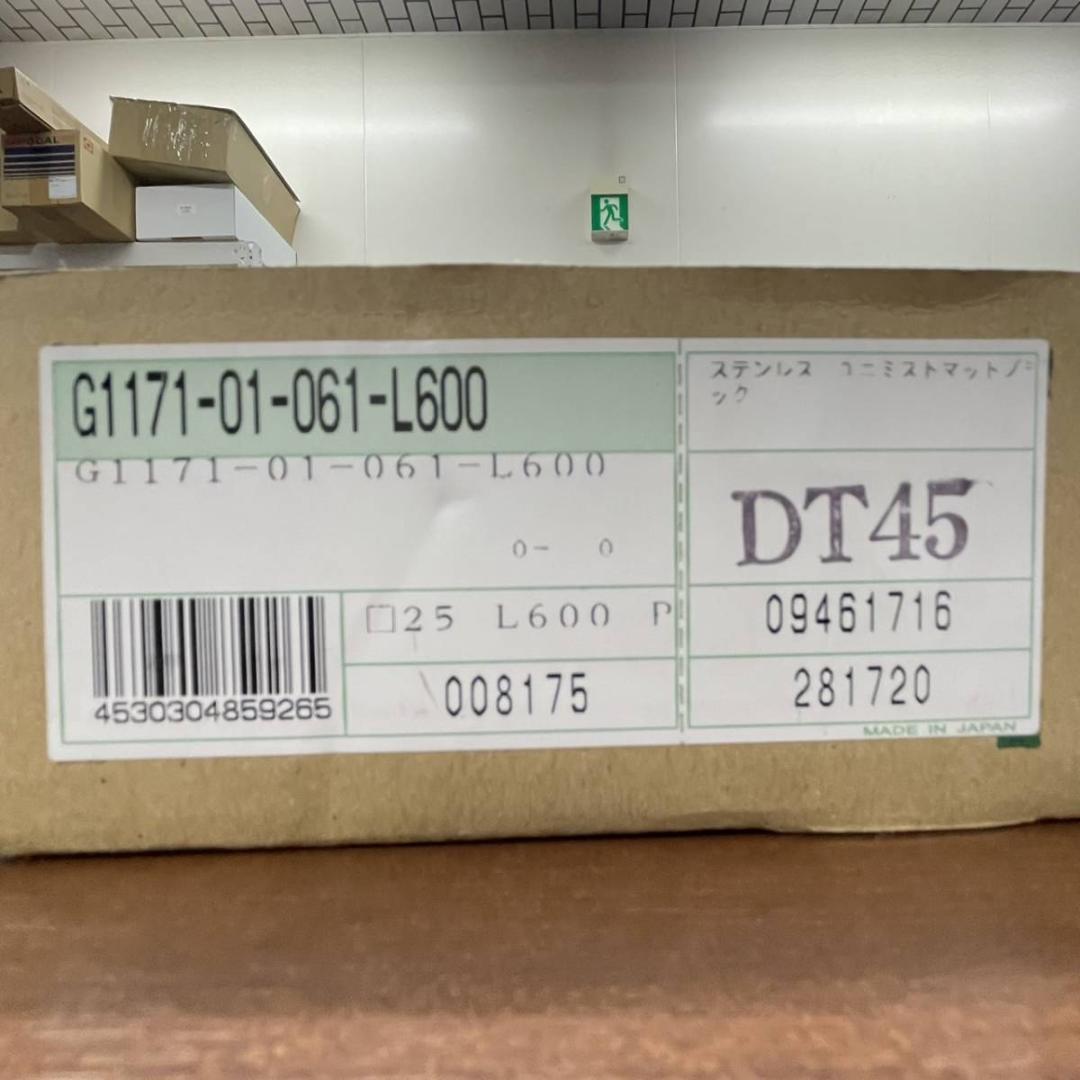 G1171-01-061-L600
G1171-01-061-L600
0- 0
□25 L600 P
4530304859265
008175
ステンレス ユニミストマットブラ
ック
DT45
09461716
281720
MADE IN JAPAN